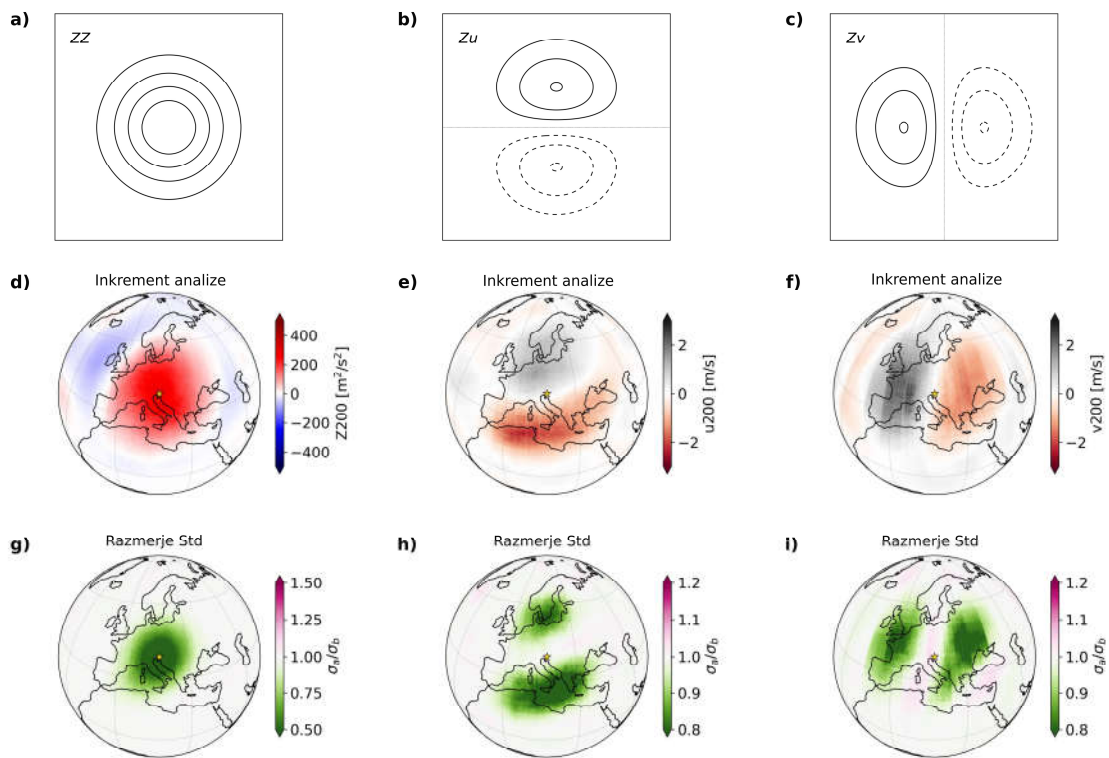 a)
ZZ
b)
Zu
c)
Zv
d)
Inkrement analize
400
200
0
−200
−400
Z200 [m²/s²]
e)
Inkrement analize
2
0
−2
u200 [m/s]
f)
Inkrement analize
2
0
−2
v200 [m/s]
g)
Razmerje Std
1.50
1.25
1.00
0.75
0.50
σa/σb
h)
Razmerje Std
1.2
1.1
1.0
0.9
0.8
σa/σb
i)
Razmerje Std
1.2
1.1
1.0
0.9
0.8
σa/σb